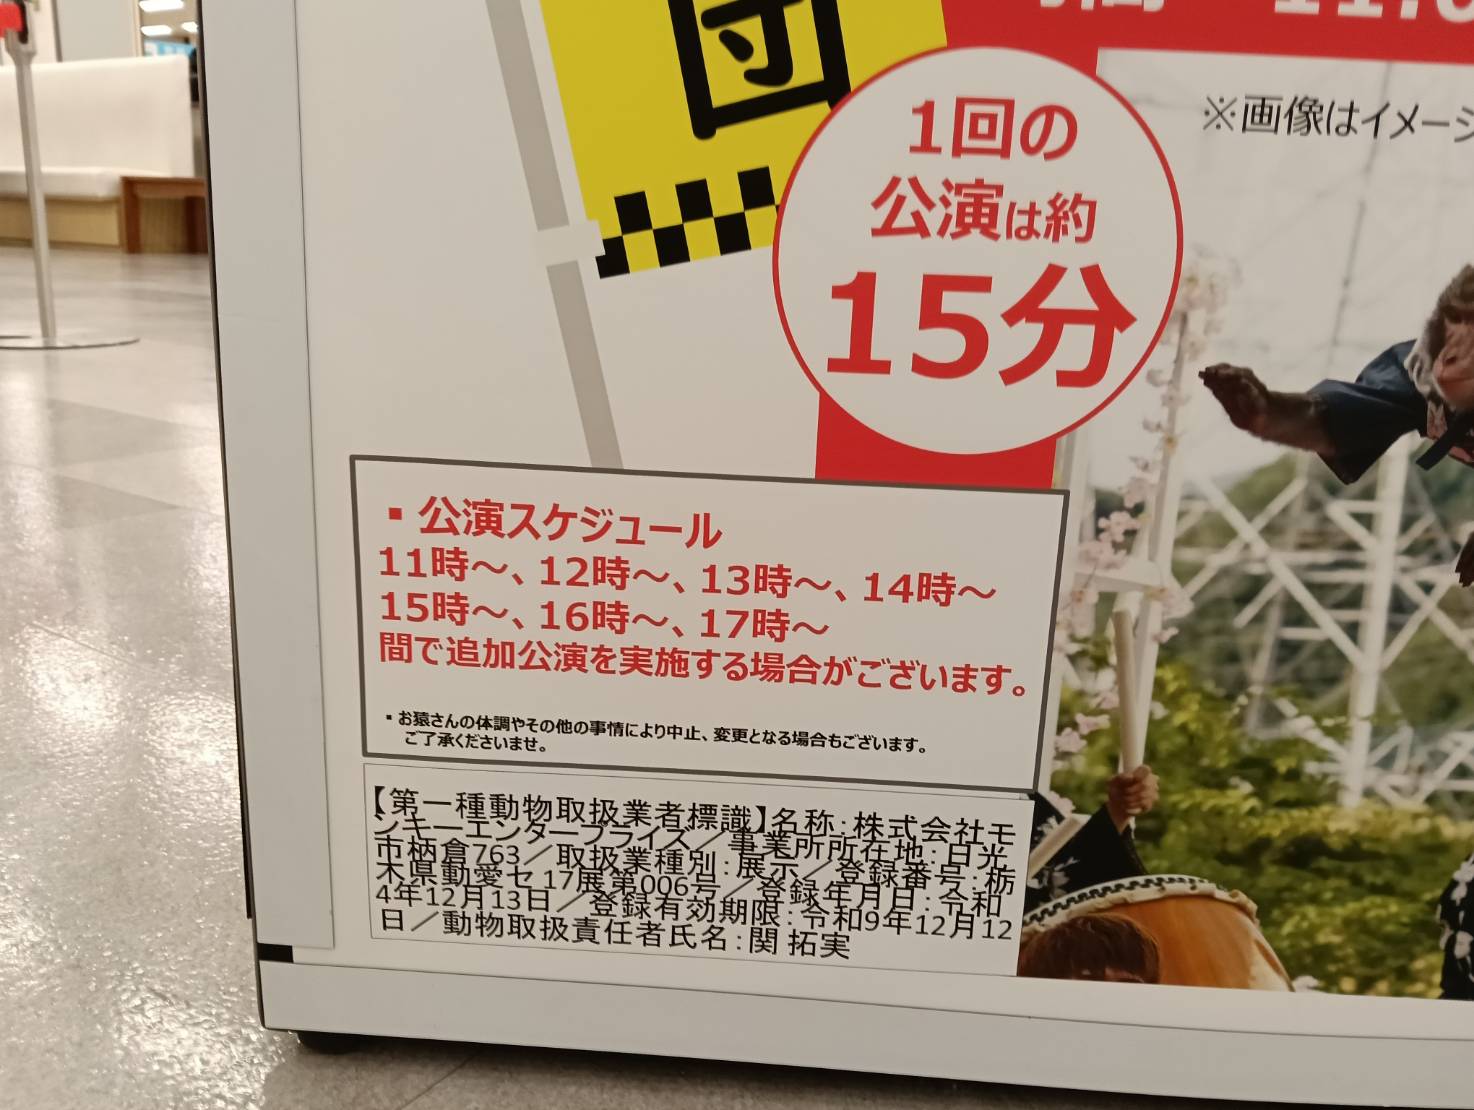 団
1回の
公演は約
15分
※画像はイメージ
▪公演スケジュール
11時～、12時～、13時～、14時～
15時～、16時～、17時～
間で追加公演を実施する場合がございます。
▪お猿さんの体調やその他の事情により中止、変更となる場合もございます。
ご了承くださいませ。
【第一種動物取扱業者標識】名称:株式会社モ
ンキーエンタープライズ／事業所所在地:日光
市柄倉763／取扱業種別:展示／登録番号:栃
木県動愛セ 17展第006号／登録年月日:令和
4年12月13日／登録有効期限:令和9年12月12
日／動物取扱責任者氏名:関 拓実